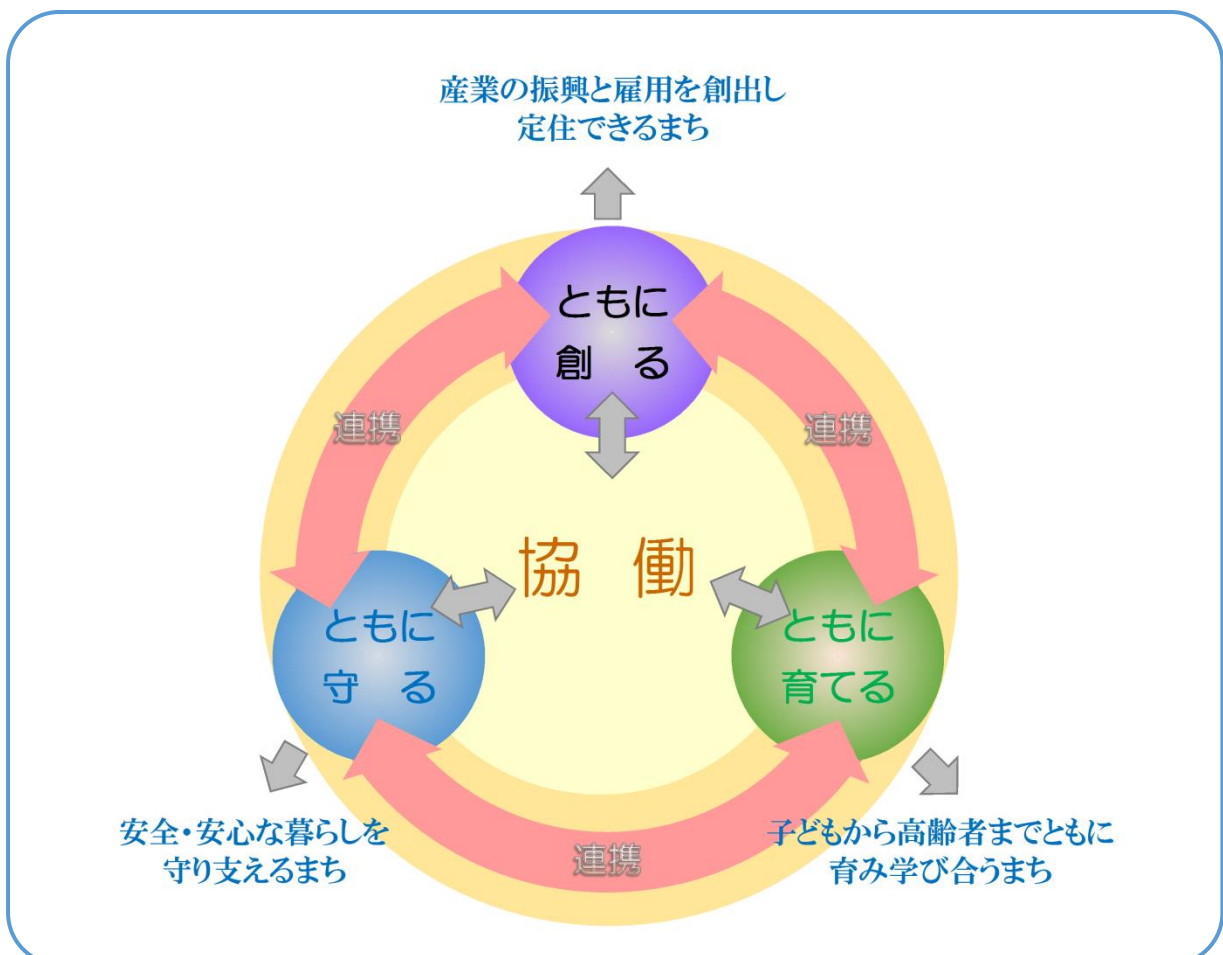 産業の振興と雇用を創出し
定住できるまち
ともに
創　る
連携
連携
協　働
ともに
守　る
ともに
育てる
安全・安心な暮らしを
守り支えるまち
連携
子どもから高齢者までともに
育み学び合うまち